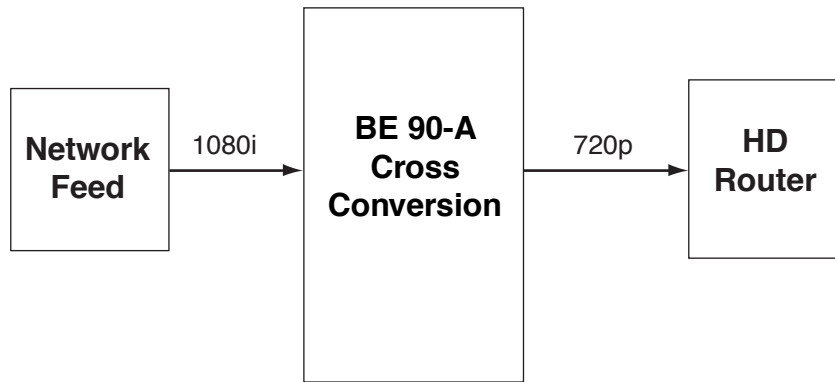 Network
Feed
1080i
BE 90-A
Cross
Conversion
720p
HD
Router